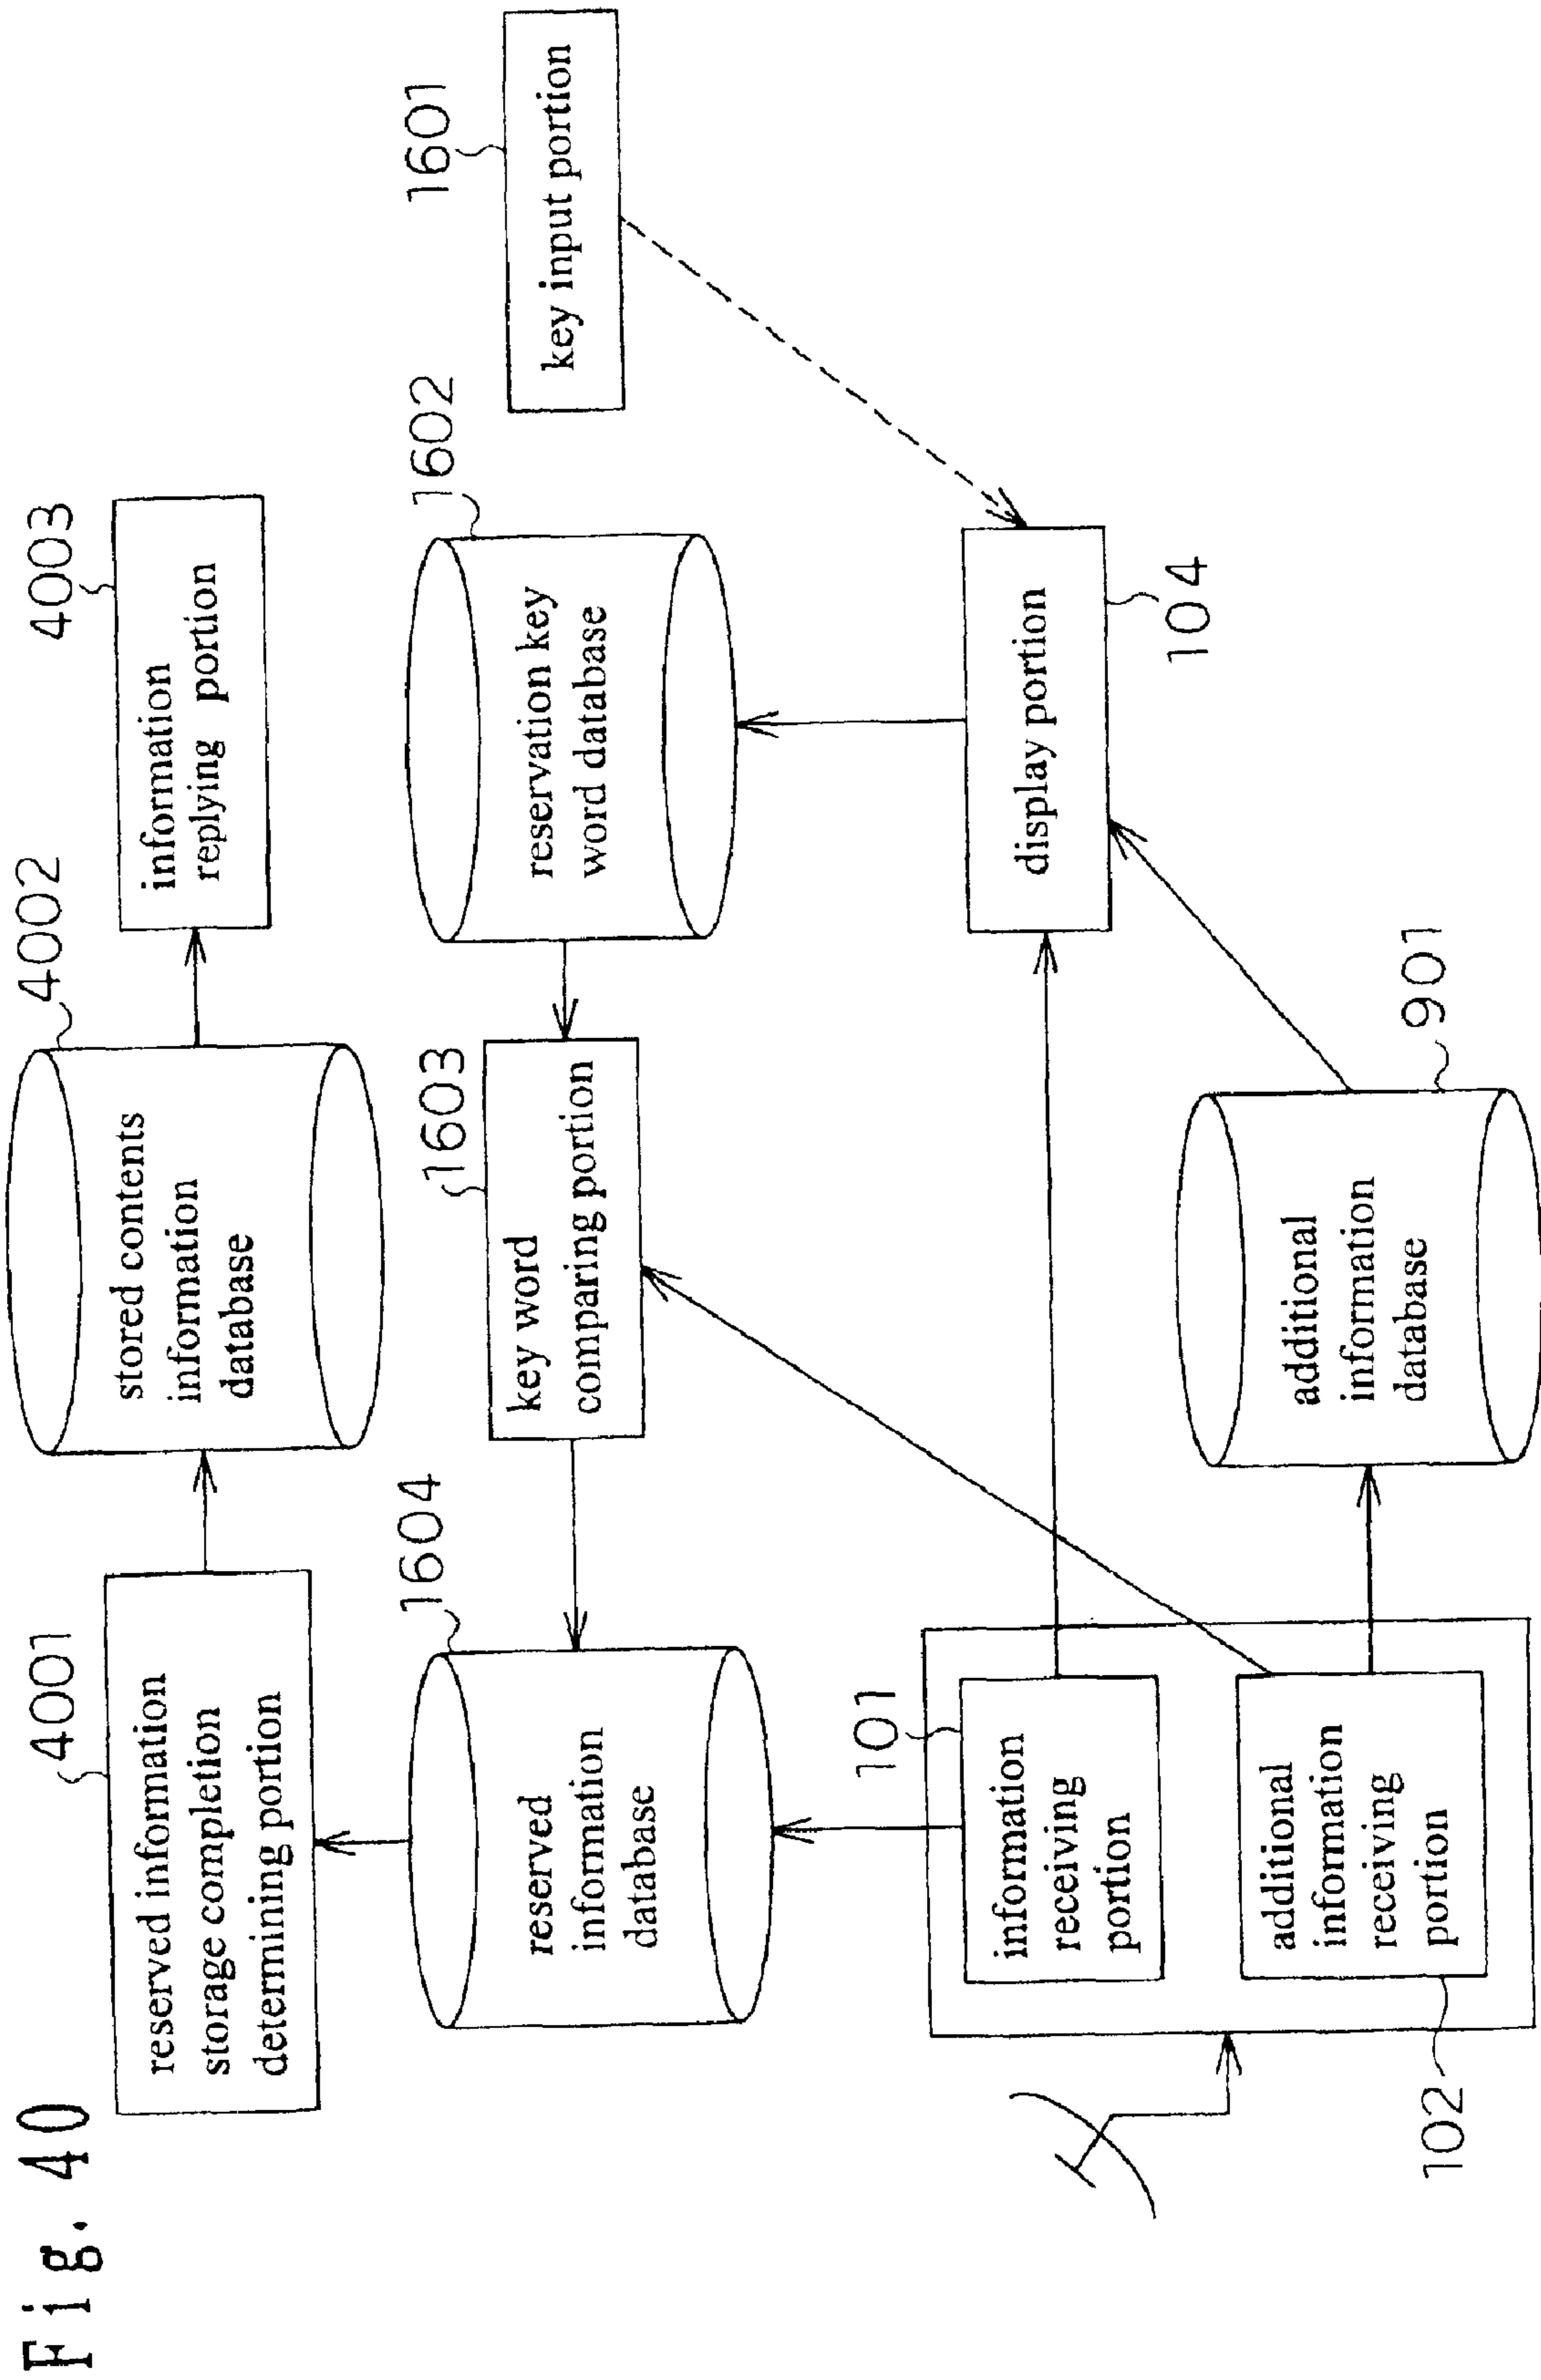 Fig. 40
4001
reserved information
storage completion
determining portion
4002
stored contents
information
database
4003
information
replying portion
1604
reserved
information
database
1603
key word
comparing portion
1602
reservation key
word database
1601
key input portion
101
information
receiving
portion
additional
information
receiving
portion
102
additional
information
database
901
display portion
104